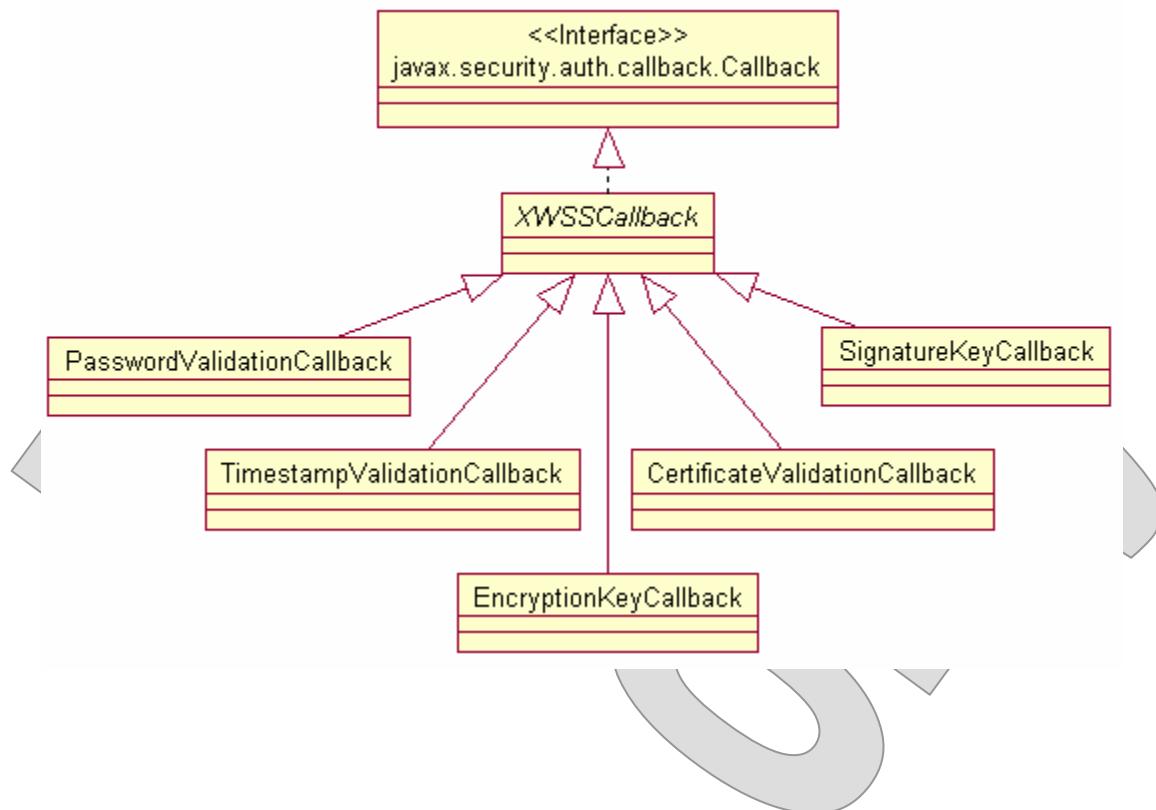 <<Interface>>
javax.security.auth.callback.Callback
XWSSCallback
PasswordValidationCallback
SignatureKeyCallback
TimestampValidationCallback
CertificateValidationCallback
EncryptionKeyCallback